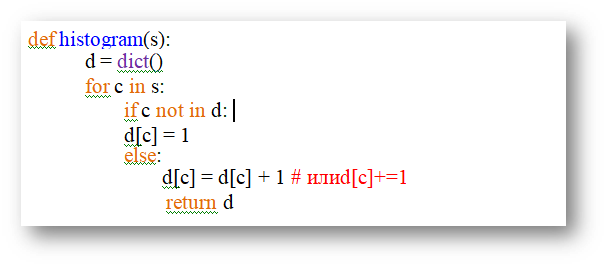 def histogram(s):
d = dict()
for c in s:
if c not in d:
d[c] = 1
else:
d[c] = d[c] + 1 # илиd[c]+=1
return d